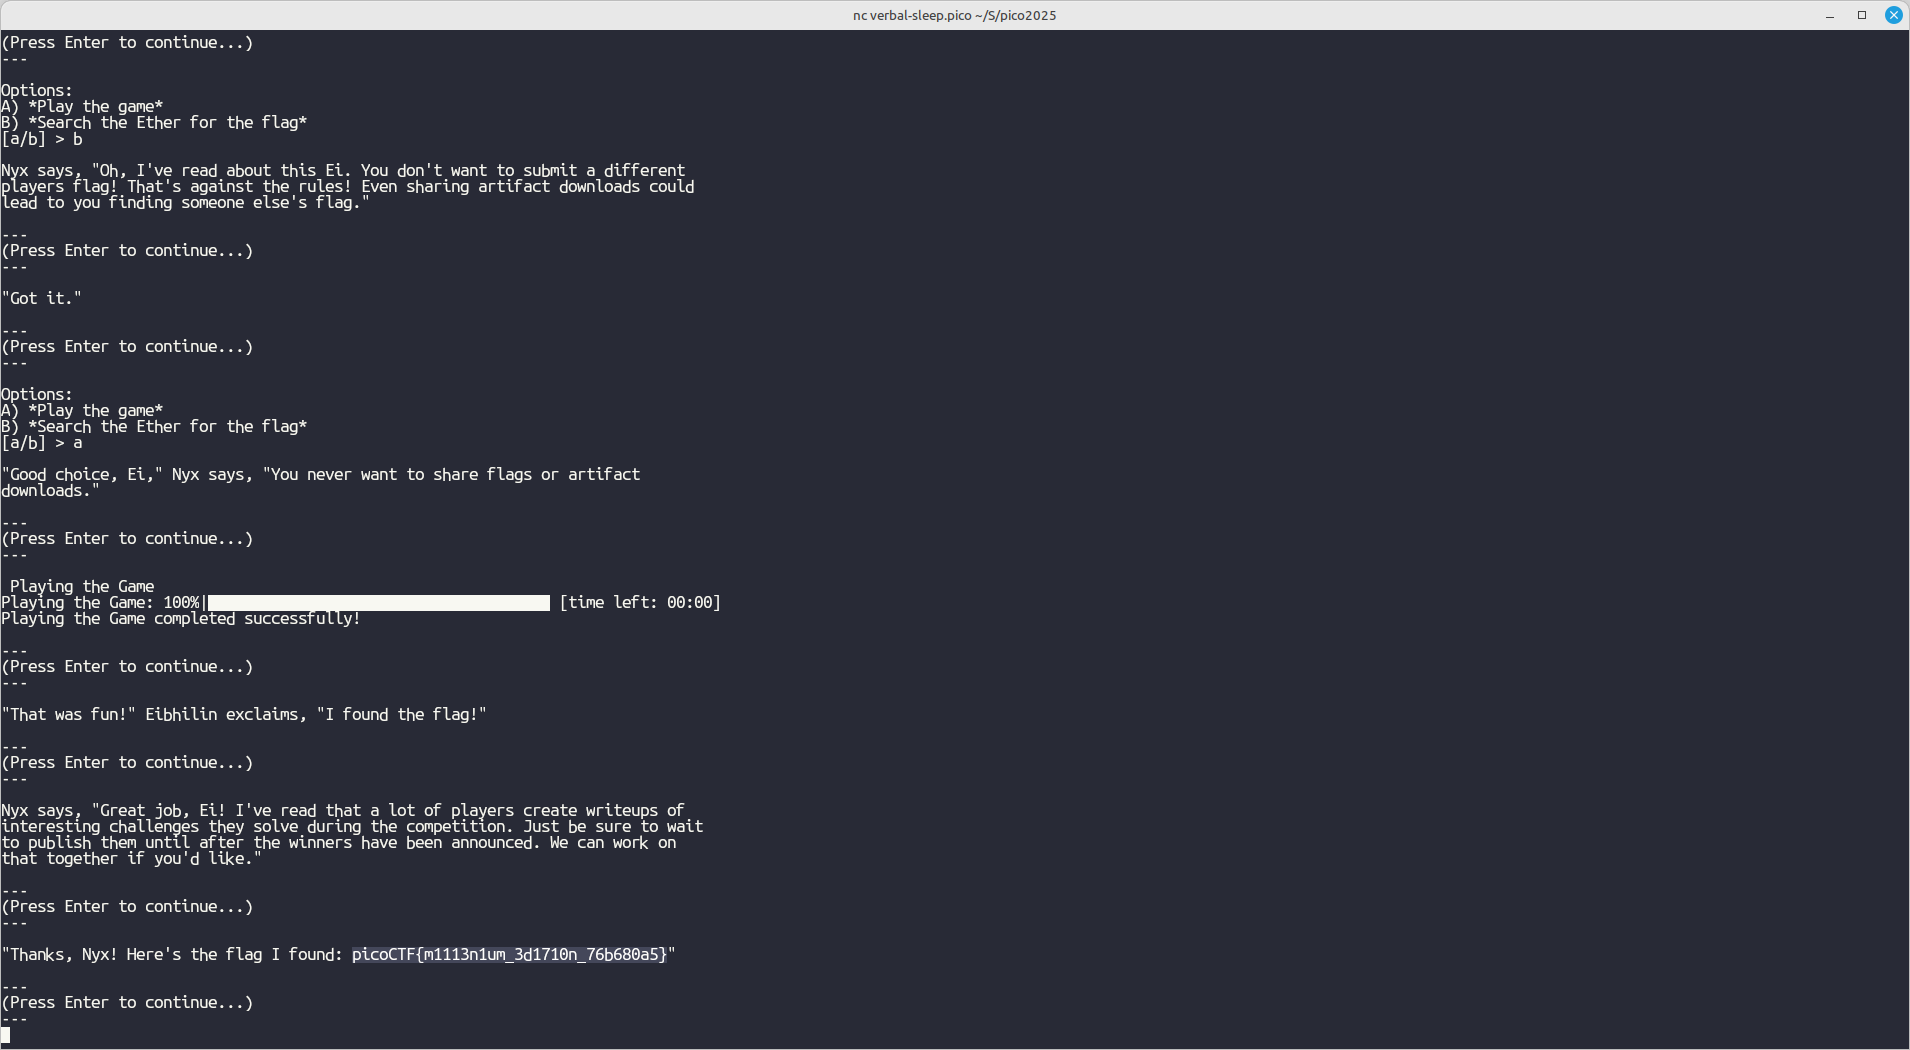 nc verbal-sleep.pico ~/S/pico2025
(Press Enter to continue...)
---
Options:
A) *Play the game*
B) *Search the Ether for the flag*
[a/b] > b
Nyx says, "Oh, I've read about this Ei. You don't want to submit a different
players flag! That's against the rules! Even sharing artifact downloads could
lead to you finding someone else's flag."
---
(Press Enter to continue...)
---
"Got it."
---
(Press Enter to continue...)
---
Options:
A) *Play the game*
B) *Search the Ether for the flag*
[a/b] > a
"Good choice, Ei," Nyx says, "You never want to share flags or artifact
downloads."
---
(Press Enter to continue...)
---
Playing the Game
Playing the Game: 100%| [time left: 00:00]
Playing the Game completed successfully!
---
(Press Enter to continue...)
---
"That was fun!" Eibhilin exclaims, "I found the flag!"
---
(Press Enter to continue...)
---
Nyx says, "Great job, Ei! I've read that a lot of players create writeups of
interesting challenges they solve during the competition. Just be sure to wait
to publish them until after the winners have been announced. We can work on
that together if you'd like."
---
(Press Enter to continue...)
---
"Thanks, Nyx! Here's the flag I found: picoCTF{m1113n1um_3d1710n_76b680a5}"
---
(Press Enter to continue...)
---